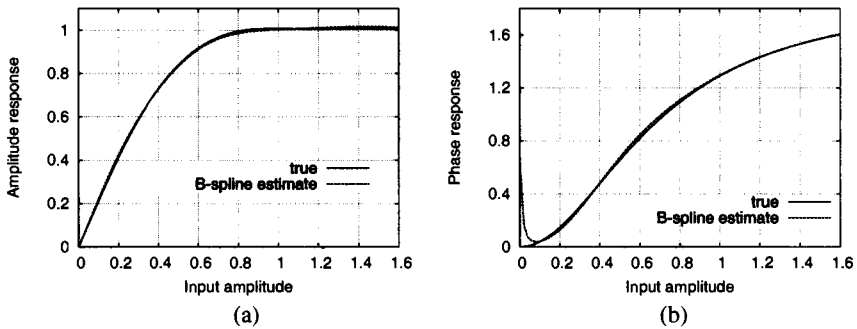 Amplitude response
1
0.8
0.6
0.4
0.2
0
true
B-spline estimate
0 0.2 0.4 0.6 0.8 1 1.2 1.4 1.6
Input amplitude
(a)
Phase response
1.6
1.2
0.8
0.4
0
true
B-spline estimate
0 0.2 0.4 0.6 0.8 1 1.2 1.4 1.6
Input amplitude
(b)